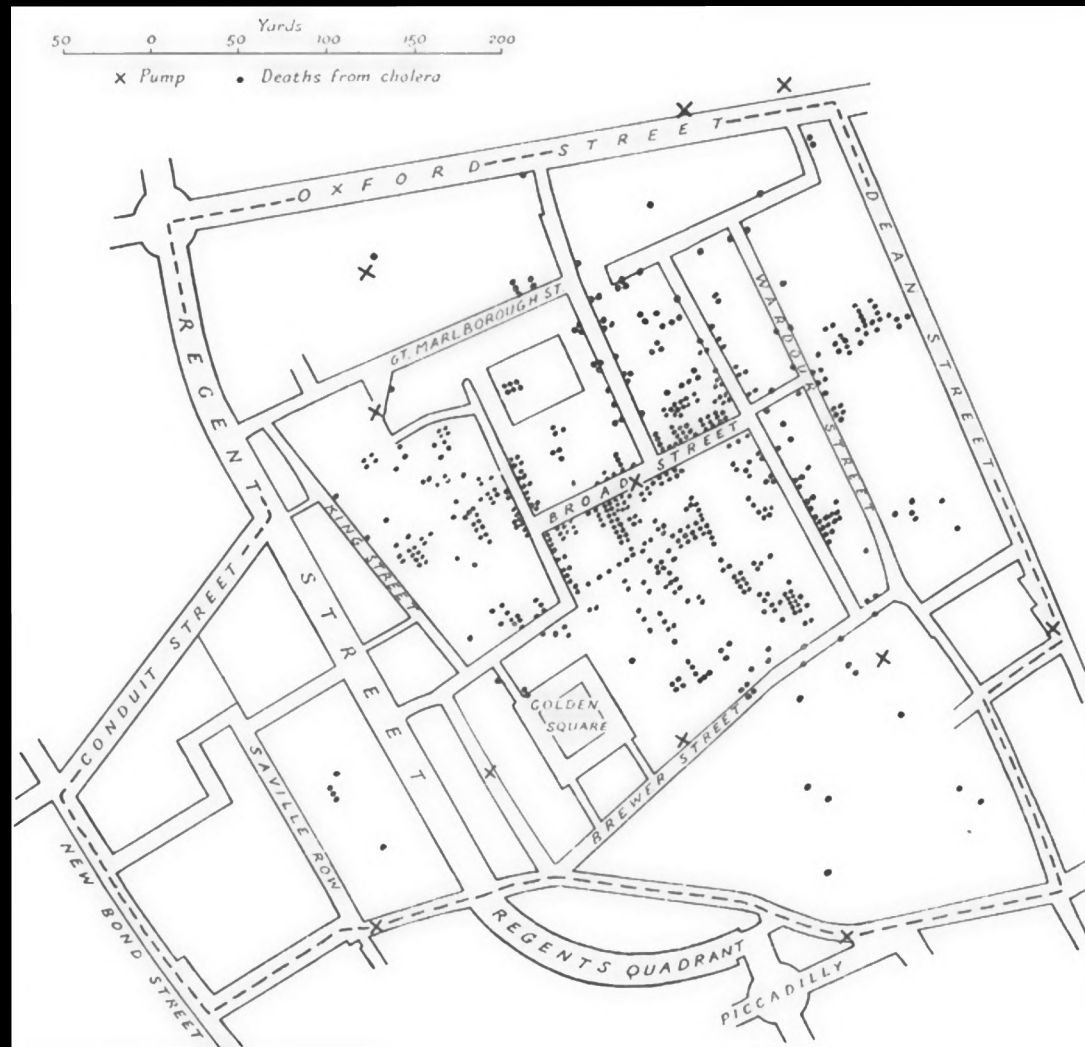 Yards
50 0 50 100 150 200
× Pump • Deaths from cholera
OXFORD STREET
DEAN STREET
REGENT STREET
GT. MARLBOROUGH ST.
WARDOUR STREET
BROAD STREET
KING STREET
CONDUIT STREET
GOLDEN
SQUARE
SAVILLE ROW
BREWER STREET
NEW BOND STREET
REGENTS QUADRANT
PICCADILLY